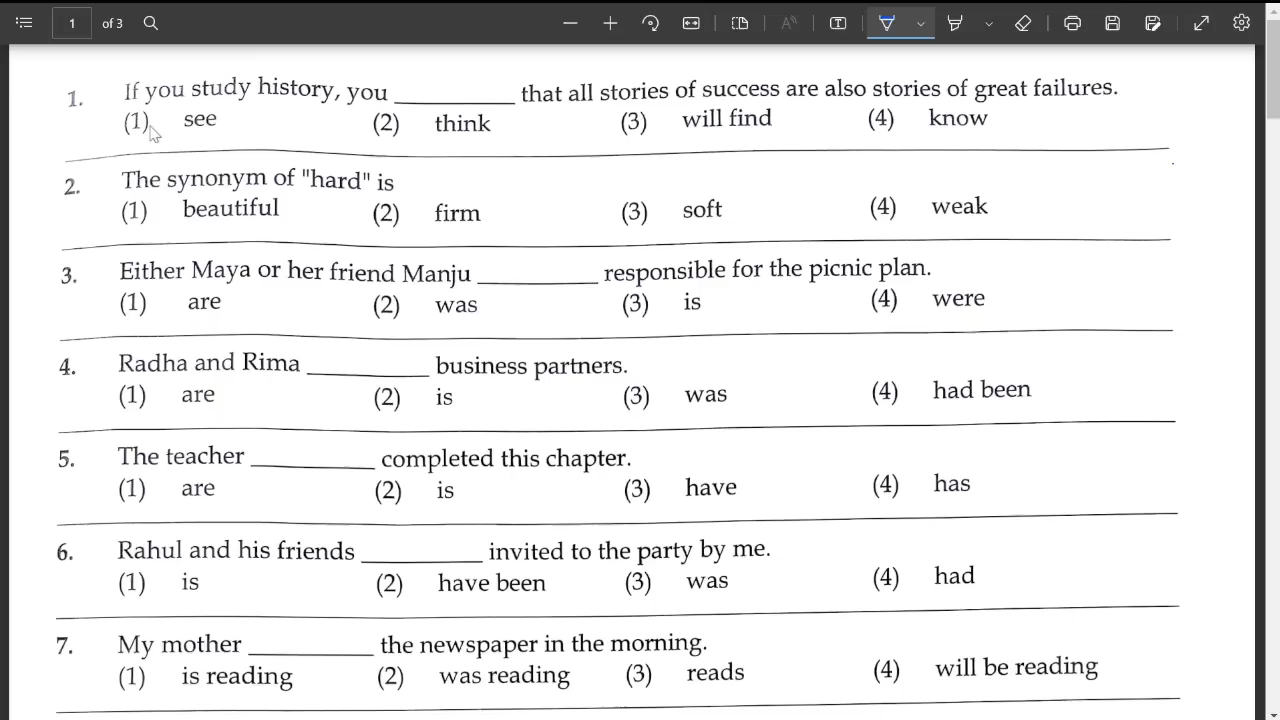 1 of 3
1. If you study history, you __________ that all stories of success are also stories of great failures.
(1) see (2) think (3) will find (4) know
2. The synonym of "hard" is
(1) beautiful (2) firm (3) soft (4) weak
3. Either Maya or her friend Manju __________ responsible for the picnic plan.
(1) are (2) was (3) is (4) were
4. Radha and Rima __________ business partners.
(1) are (2) is (3) was (4) had been
5. The teacher __________ completed this chapter.
(1) are (2) is (3) have (4) has
6. Rahul and his friends __________ invited to the party by me.
(1) is (2) have been (3) was (4) had
7. My mother __________ the newspaper in the morning.
(1) is reading (2) was reading (3) reads (4) will be reading